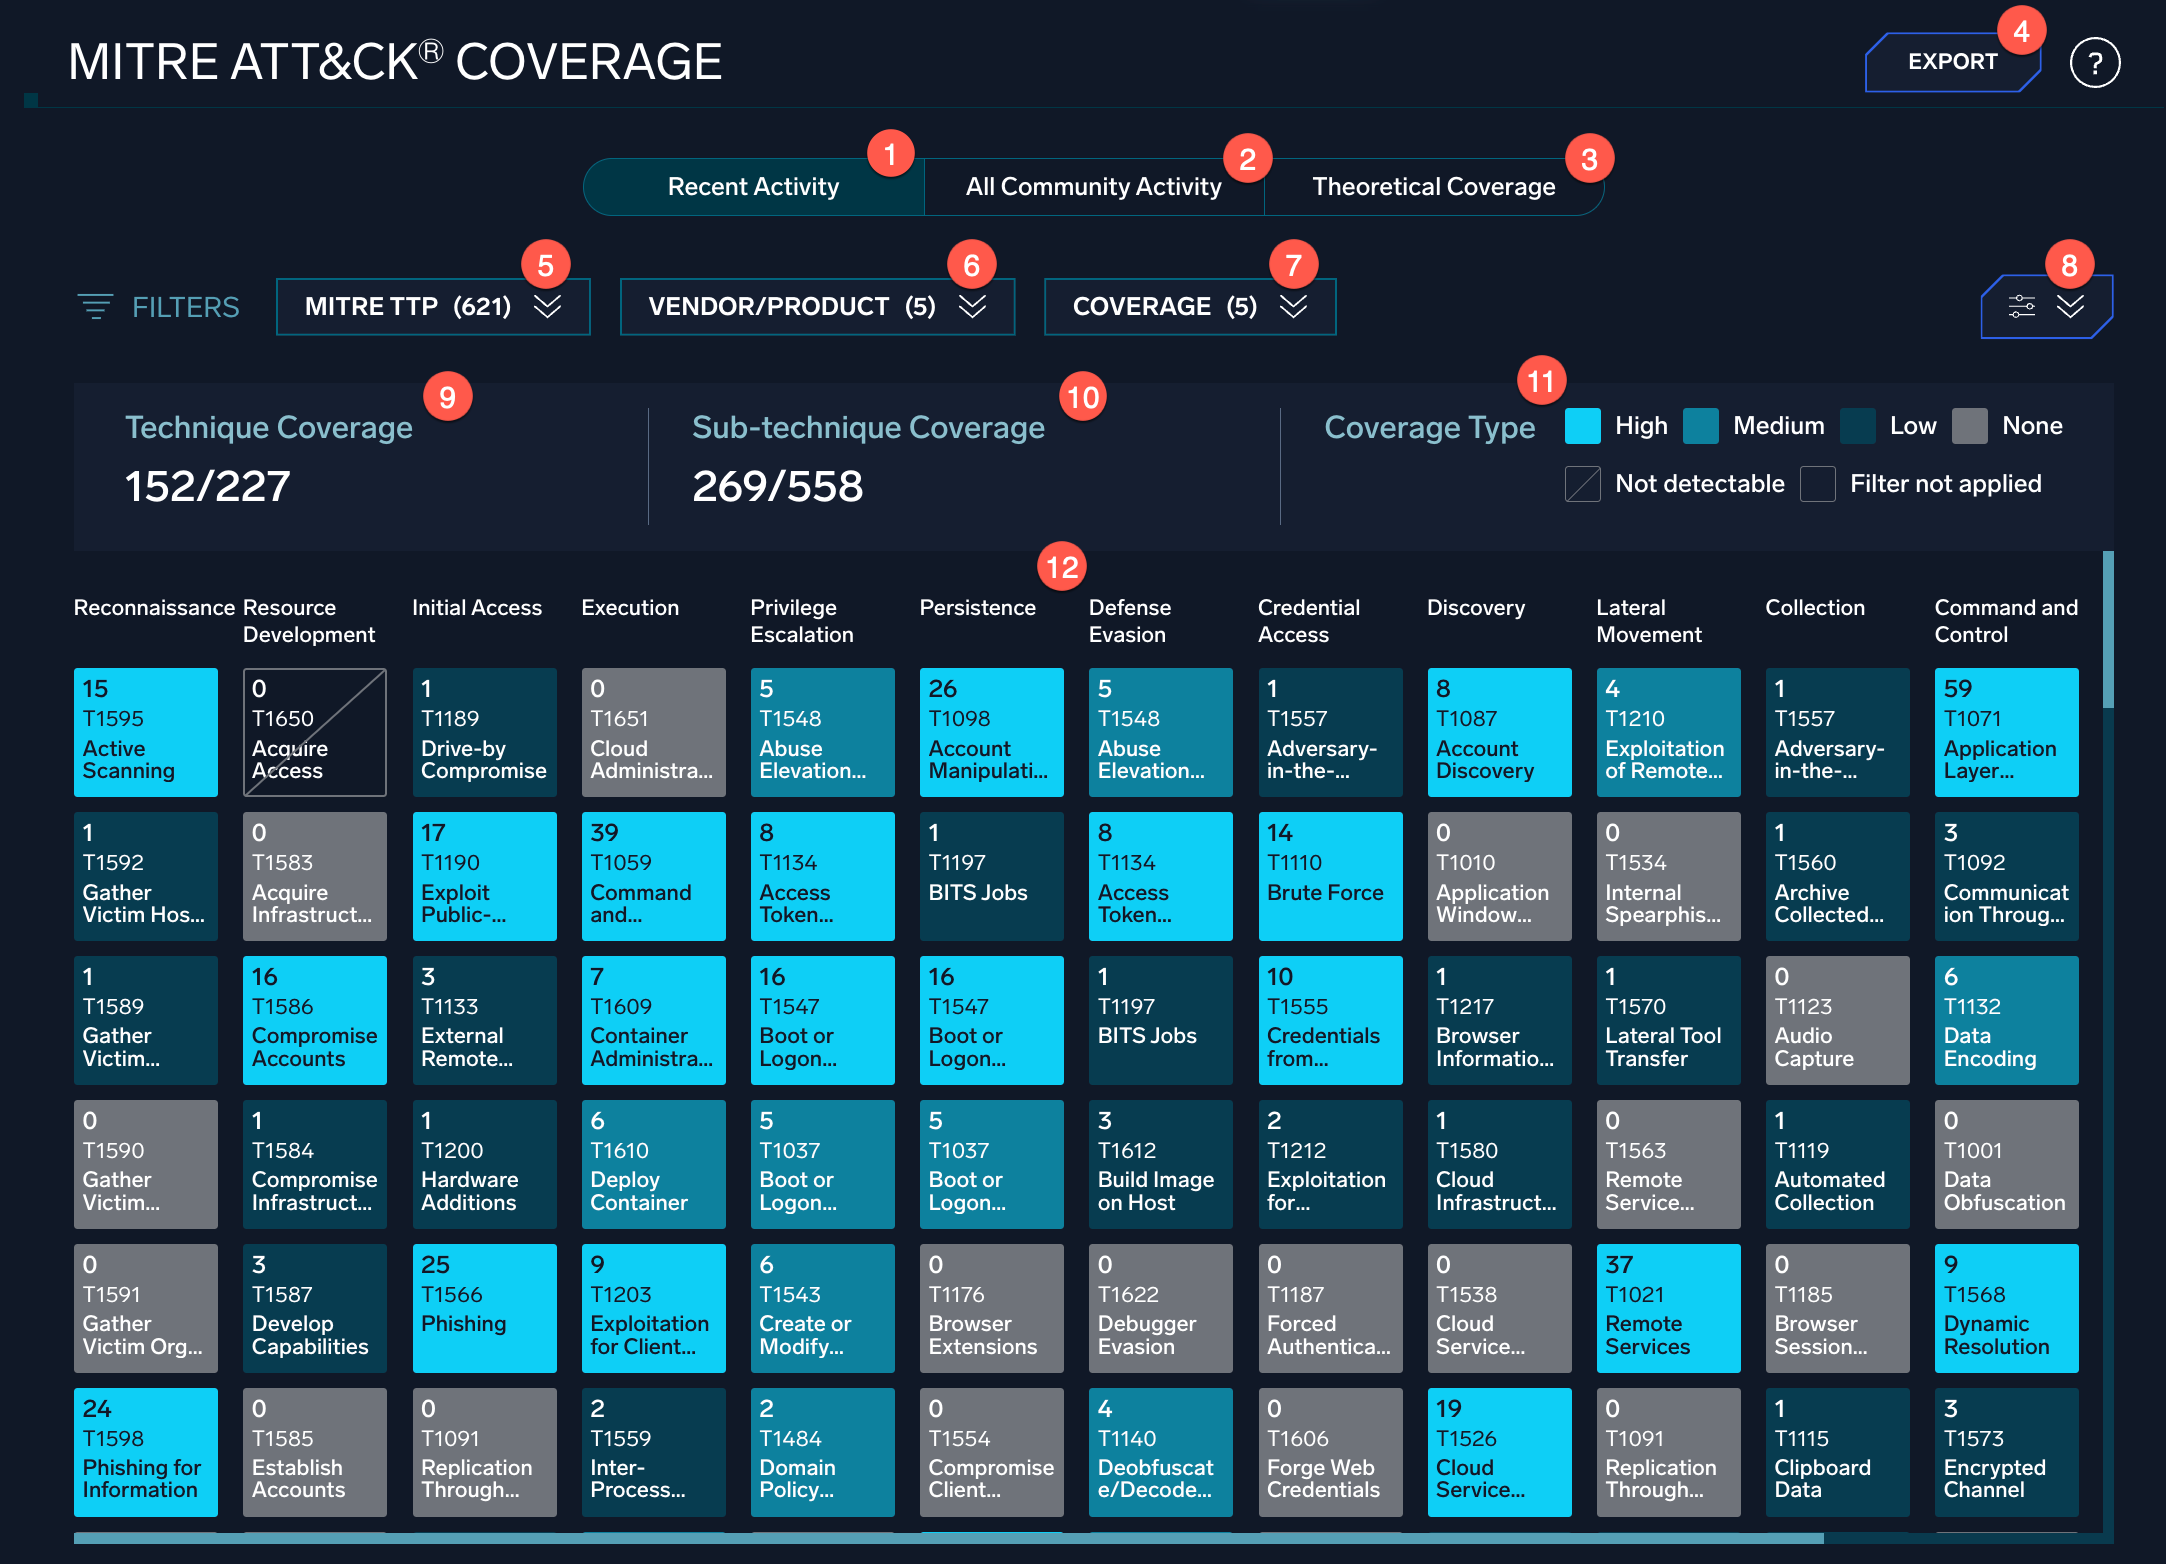 MITRE ATT&CK® COVERAGE
EXPORT
4
?
Recent Activity
1
All Community Activity
2
Theoretical Coverage
3
FILTERS
MITRE TTP (621)
5
VENDOR/PRODUCT (5)
6
COVERAGE (5)
7
8
Technique Coverage
9
152/227
Sub-technique Coverage
10
269/558
Coverage Type
11
High
Medium
Low
None
Not detectable
Filter not applied
12
Reconnaissance
Resource
Development
Initial Access
Execution
Privilege
Escalation
Persistence
Defense
Evasion
Credential
Access
Discovery
Lateral
Movement
Collection
Command and
Control
15
T1595
Active
Scanning
0
T1650
Acquire
Access
1
T1189
Drive-by
Compromise
0
T1651
Cloud
Administra...
5
T1548
Abuse
Elevation...
26
T1098
Account
Manipulati...
5
T1548
Abuse
Elevation...
1
T1557
Adversary-
in-the-...
8
T1087
Account
Discovery
4
T1210
Exploitation
of Remote...
1
T1557
Adversary-
in-the-...
59
T1071
Application
Layer...
1
T1592
Gather
Victim Hos...
0
T1583
Acquire
Infrastruct...
17
T1190
Exploit
Public-...
39
T1059
Command
and...
8
T1134
Access
Token...
1
T1197
BITS Jobs
8
T1134
Access
Token...
14
T1110
Brute Force
0
T1010
Application
Window...
0
T1534
Internal
Spearphis...
1
T1560
Archive
Collected...
3
T1092
Communicat
ion Throug...
1
T1589
Gather
Victim...
16
T1586
Compromise
Accounts
3
T1133
External
Remote...
7
T1609
Container
Administra...
16
T1547
Boot or
Logon...
16
T1547
Boot or
Logon...
1
T1197
BITS Jobs
10
T1555
Credentials
from...
1
T1217
Browser
Informatio...
1
T1570
Lateral Tool
Transfer
0
T1123
Audio
Capture
6
T1132
Data
Encoding
0
T1590
Gather
Victim...
1
T1584
Compromise
Infrastruct...
1
T1200
Hardware
Additions
6
T1610
Deploy
Container
5
T1037
Boot or
Logon...
5
T1037
Boot or
Logon...
3
T1612
Build Image
on Host
2
T1212
Exploitation
for...
1
T1580
Cloud
Infrastruct...
0
T1563
Remote
Service...
1
T1119
Automated
Collection
0
T1001
Data
Obfuscation
0
T1591
Gather
Victim Org...
3
T1587
Develop
Capabilities
25
T1566
Phishing
9
T1203
Exploitation
for Client...
6
T1543
Create or
Modify...
0
T1176
Browser
Extensions
0
T1622
Debugger
Evasion
0
T1187
Forced
Authentica...
0
T1538
Cloud
Service...
37
T1021
Remote
Services
0
T1185
Browser
Session...
9
T1568
Dynamic
Resolution
24
T1598
Phishing for
Information
0
T1585
Establish
Accounts
0
T1091
Replication
Through...
2
T1559
Inter-
Process...
2
T1484
Domain
Policy...
0
T1554
Compromise
Client...
4
T1140
Deobfuscat
e/Decode...
0
T1606
Forge Web
Credentials
19
T1526
Cloud
Service...
0
T1091
Replication
Through...
1
T1115
Clipboard
Data
3
T1573
Encrypted
Channel